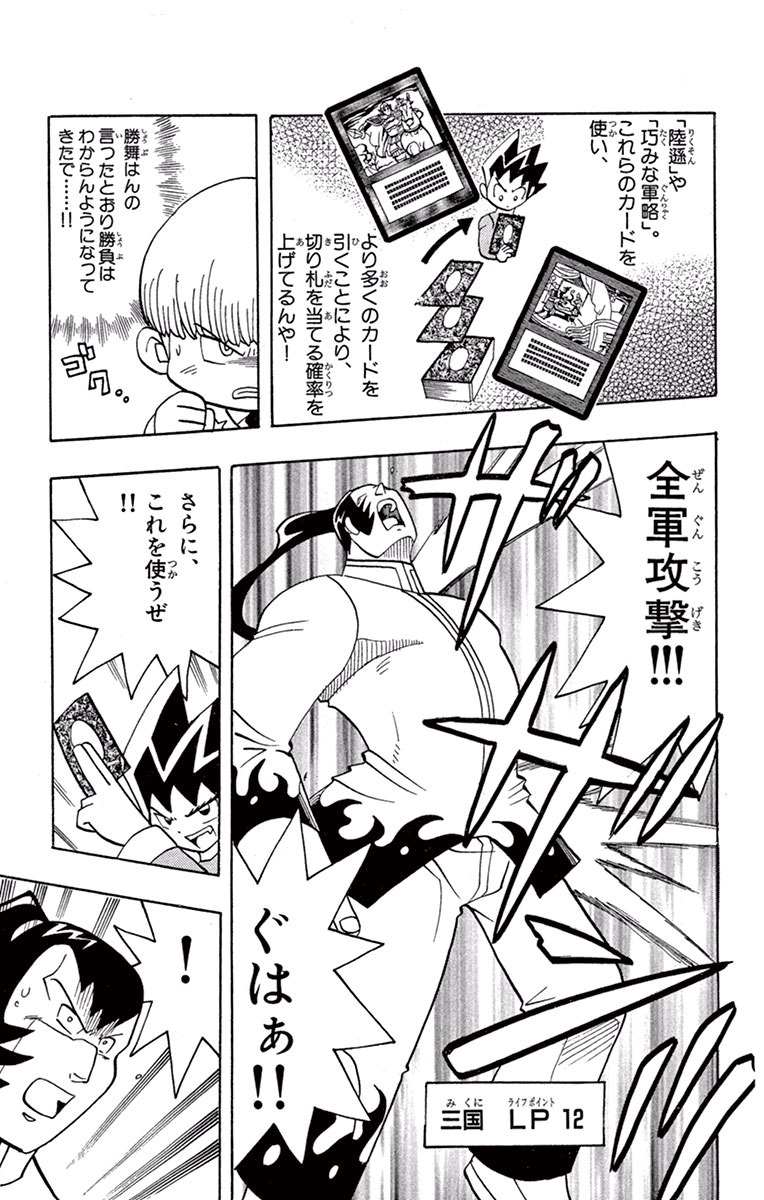 「陸遜」や
「巧みな軍略」。
これらのカードを
使い、
より多くのカードを
引くことにより、
切り札を当てる確率を
上げてるんや！
勝舞はんの
言ったとおり勝負は
わからんようになって
きたで……!!
ゴク。。
全軍攻撃!!!
ザザザザ
ぐはぁ!!
三国 LP 12
さらに、
これを使うぜ
!!
！